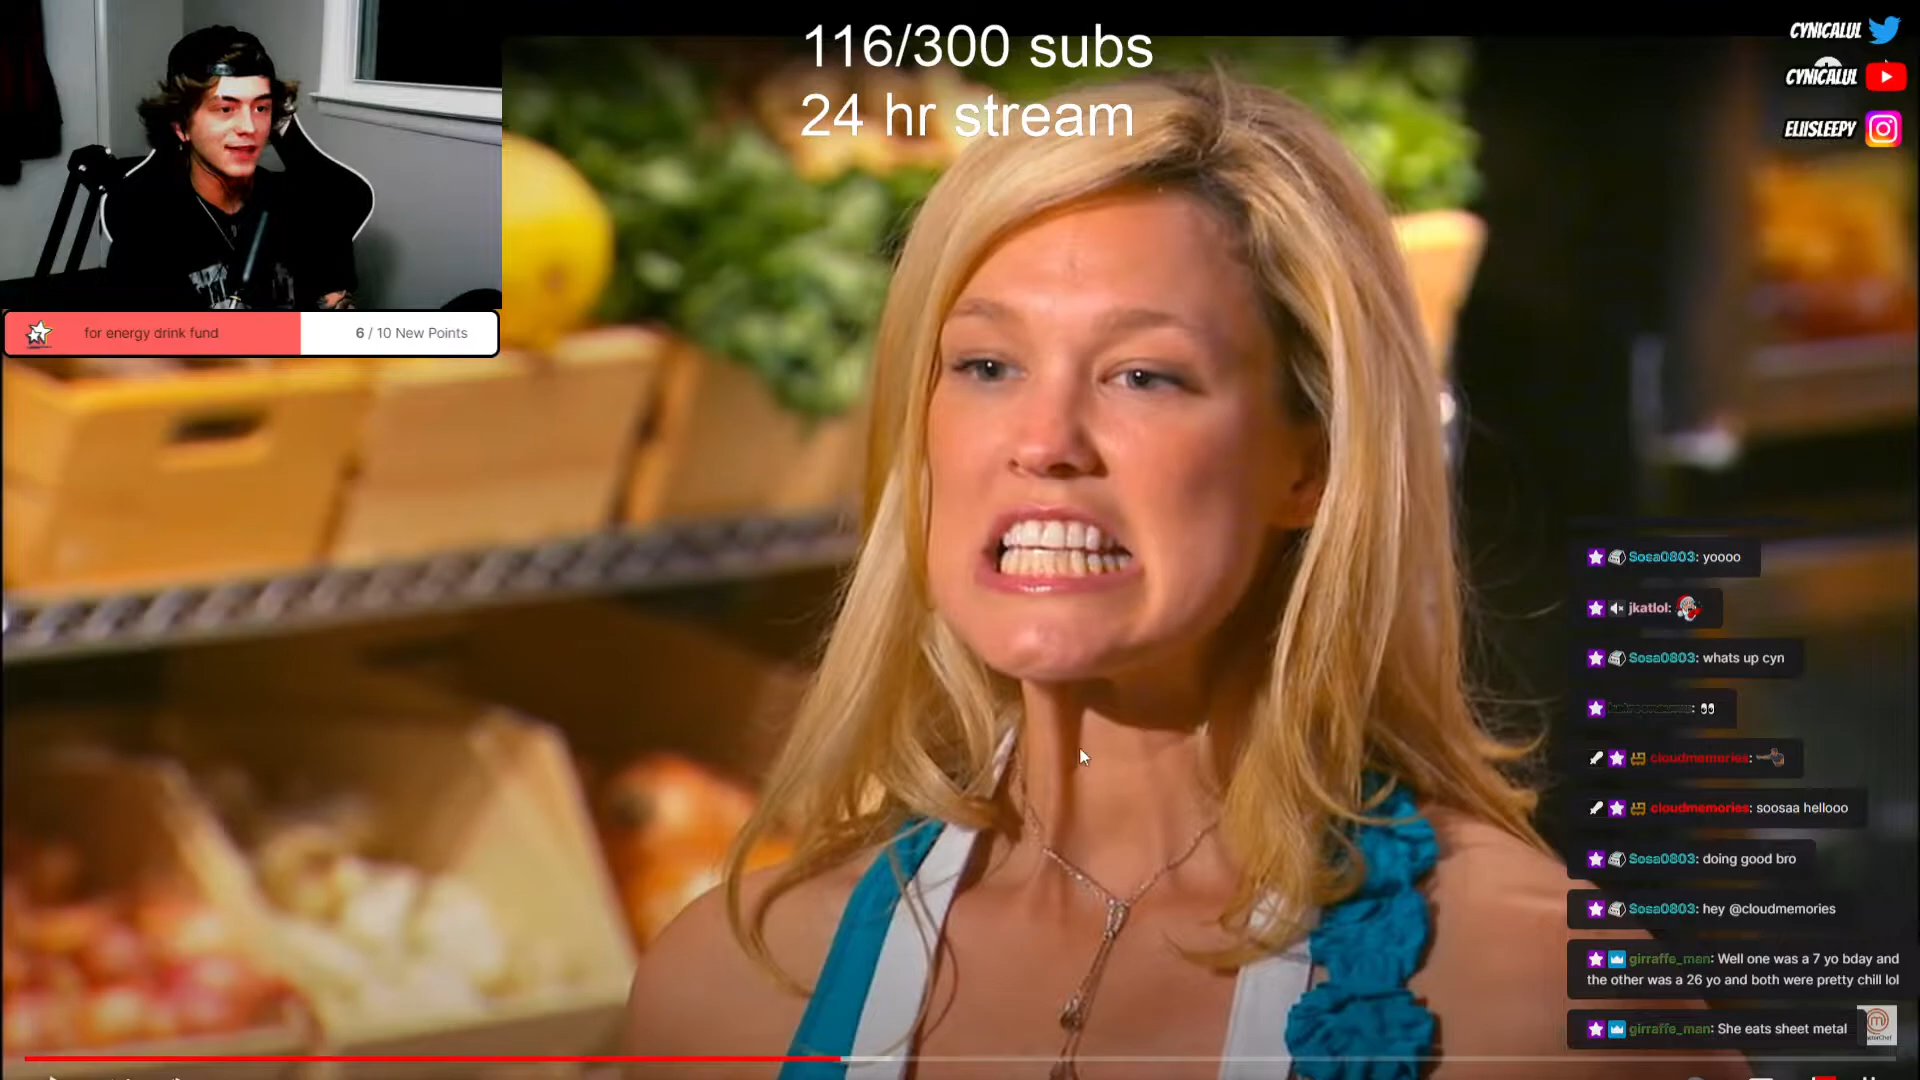 116/300 subs
24 hr stream
CYNICALUL
CYNICALUL
ELIISLEEPY
for energy drink fund
6 / 10 New Points
Sosa0803: yoooo
jkatlol:
Sosa0803: whats up cyn
cloudmemories:
cloudmemories: soosaa hellooo
Sosa0803: doing good bro
Sosa0803: hey @cloudmemories
girraffe_man: Well one was a 7 yo bday and
the other was a 26 yo and both were pretty chill lol
girraffe_man: She eats sheet metal